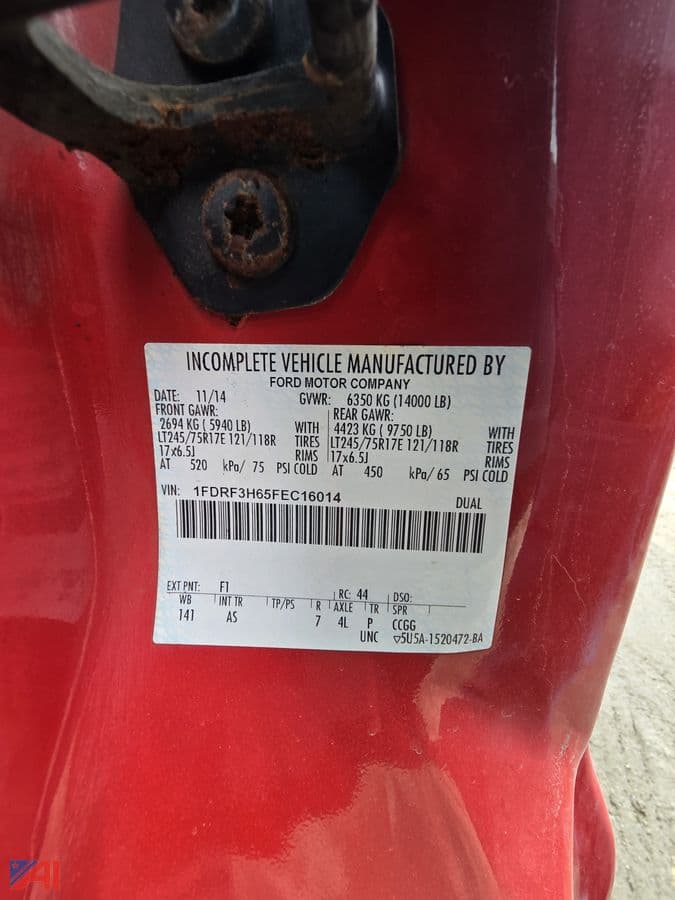 INCOMPLETE VEHICLE MANUFACTURED BY
FORD MOTOR COMPANY
DATE: 11/14 GVWR: 6350 KG (14000 LB)
FRONT GAWR: REAR GAWR:
2694 KG ( 5940 LB) WITH 4423 KG ( 9750 LB) WITH
LT245/75R17E 121/118R TIRES LT245/75R17E 121/118R TIRES
17x6.5J RIMS 17x6.5J RIMS
AT 520 kPa/ 75 PSI COLD AT 450 kPa/ 65 PSI COLD
VIN: 1FDRF3H65FEC16014 DUAL
EXT PNT: F1 RC: 44 DSO:
WB INT TR TP/PS R AXLE TR SPR
141 AS 7 4L P CCGG
UNC ▽5U5A-1520472-BA
AI